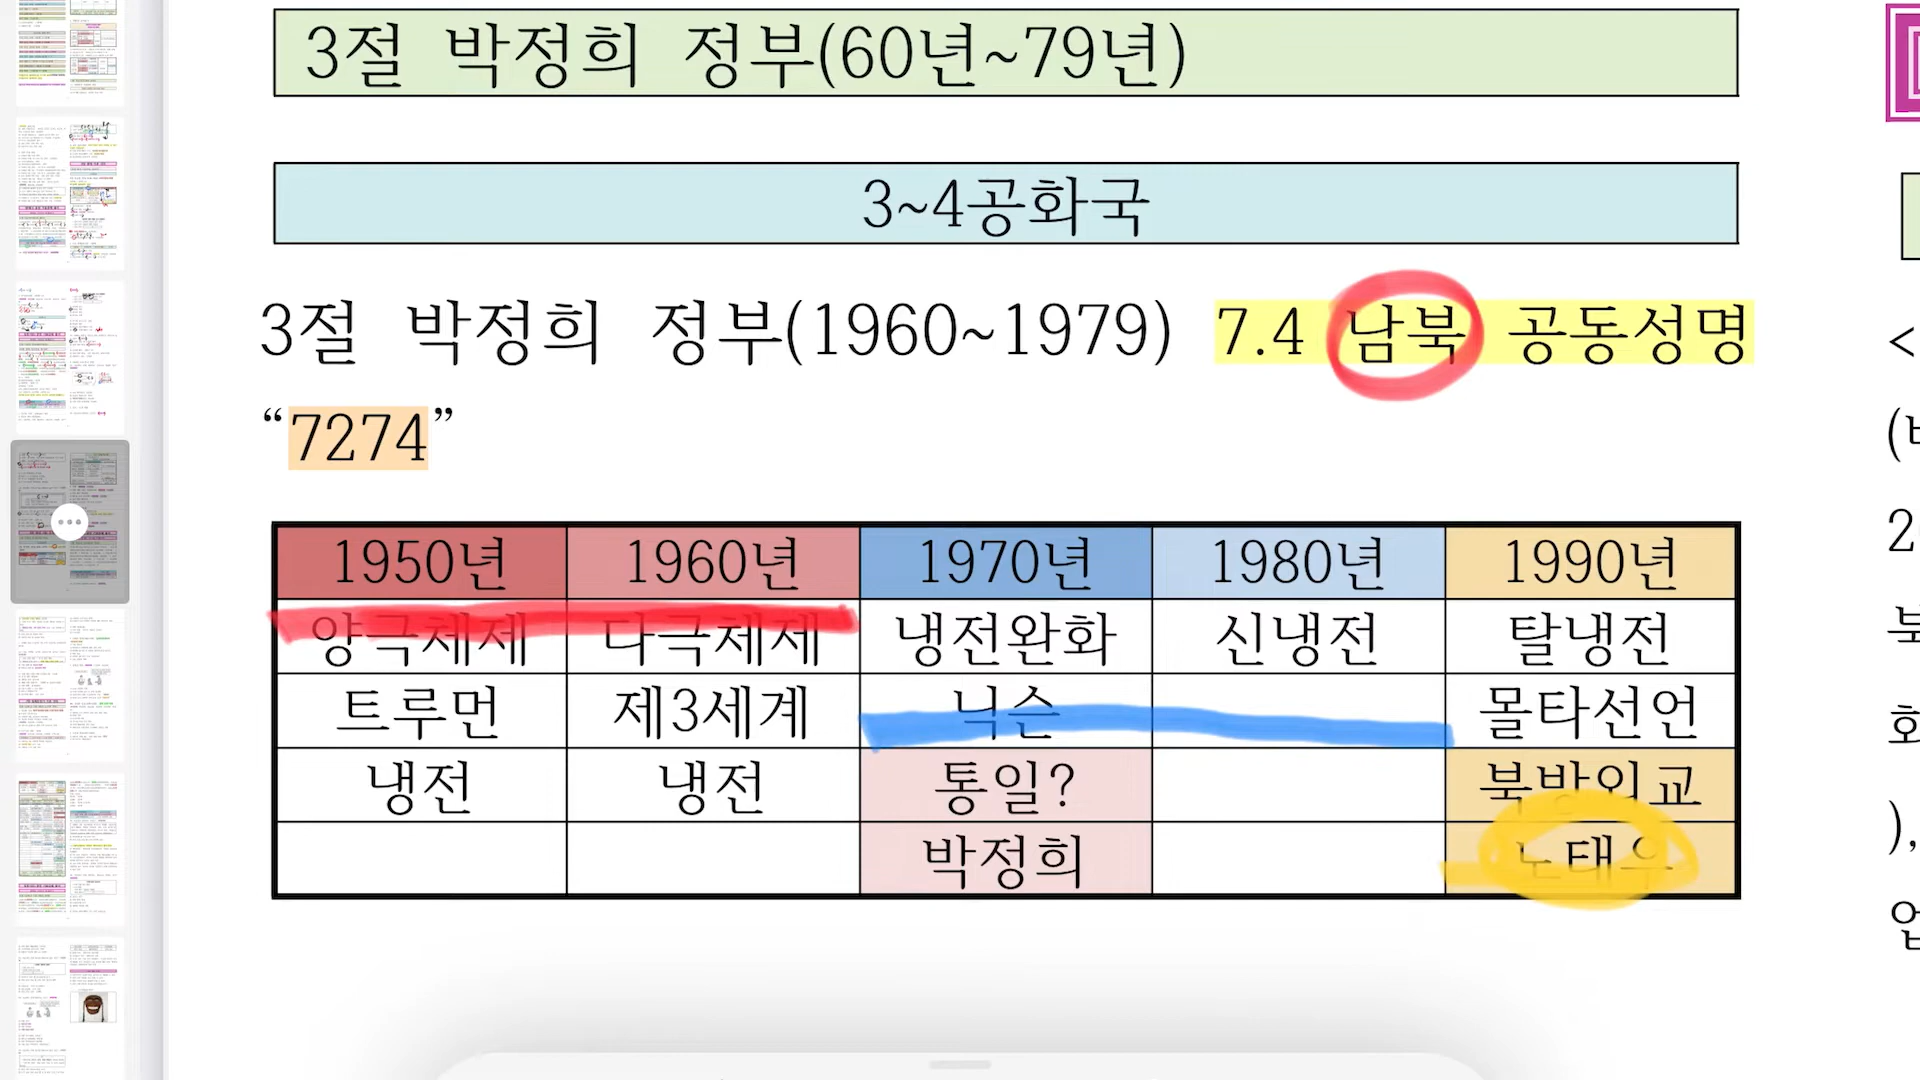 3절 박정희 정부(60년~79년)
3~4공화국
3절 박정희 정부(1960~1979) 7.4 남북 공동성명
“7274”
1950년 1960년 1970년 1980년 1990년
양극체제 다극체제 냉전완화 신냉전 탈냉전
트루먼 제3세계 닉슨 몰타선언
냉전 냉전 통일? 북방외교
박정희 노태우
<
2
),